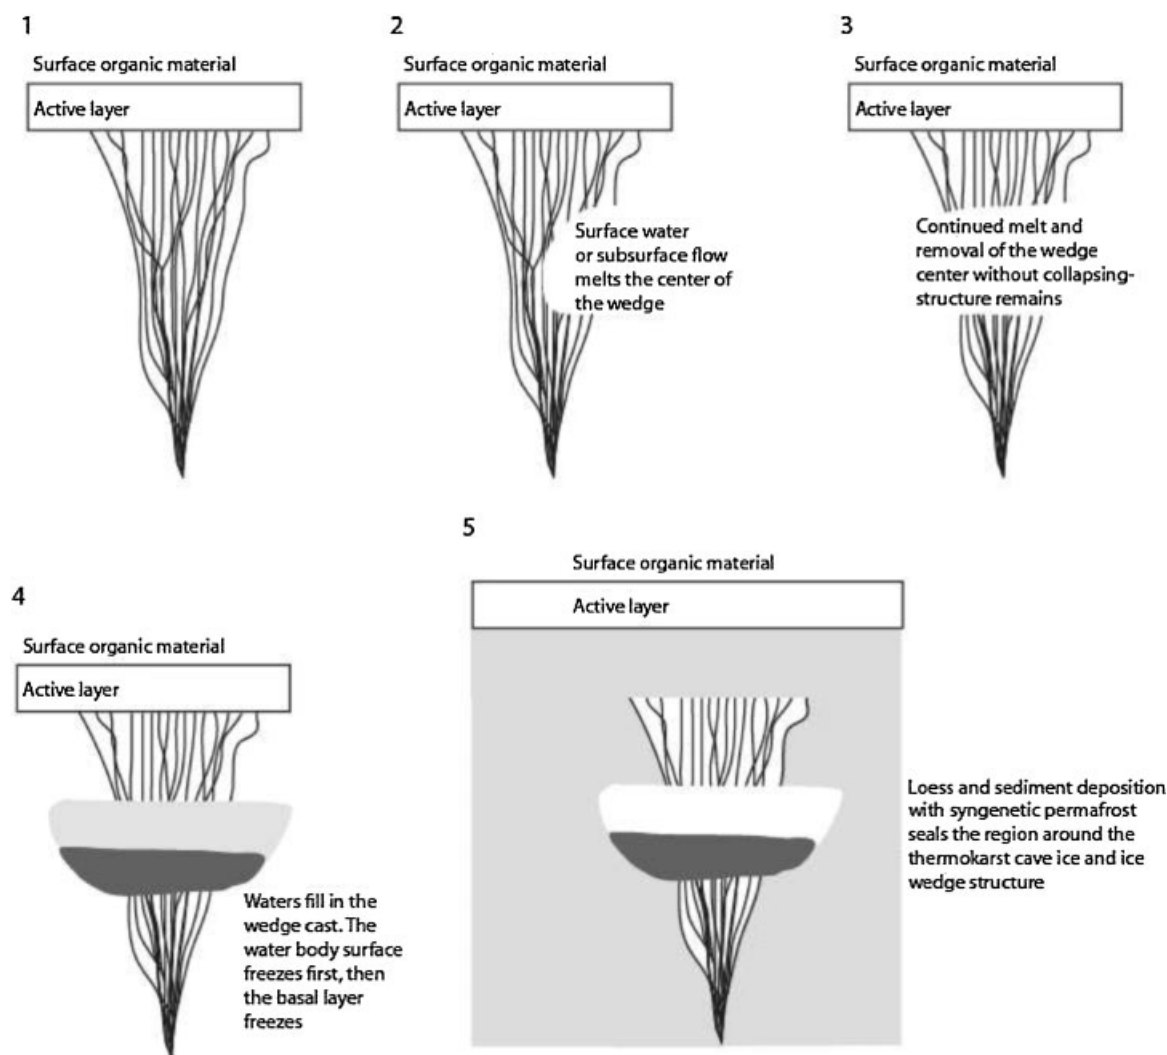 1
Surface organic material
Active layer
2
Surface organic material
Active layer
Surface water
or subsurface flow
melts the center of
the wedge
3
Surface organic material
Active layer
Continued melt and
removal of the wedge
center without collapsing-
structure remains
4
Surface organic material
Active layer
Waters fill in the
wedge cast. The
water body surface
freezes first, then
the basal layer
freezes
5
Surface organic material
Active layer
Loess and sediment deposition
with syngenetic permafrost
seals the region around the
thermokarst cave ice and ice
wedge structure